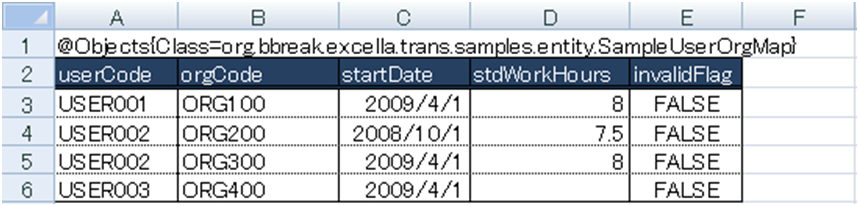 A B C D E F
1 @Objects{Class=org.bbreak.excella.trans.samples.entity.SampleUserOrgMap}
2 userCode orgCode startDate stdWorkHours invalidFlag
3 USER001 ORG100 2009/4/1 8 FALSE
4 USER002 ORG200 2008/10/1 7.5 FALSE
5 USER002 ORG300 2009/4/1 8 FALSE
6 USER003 ORG400 2009/4/1 FALSE